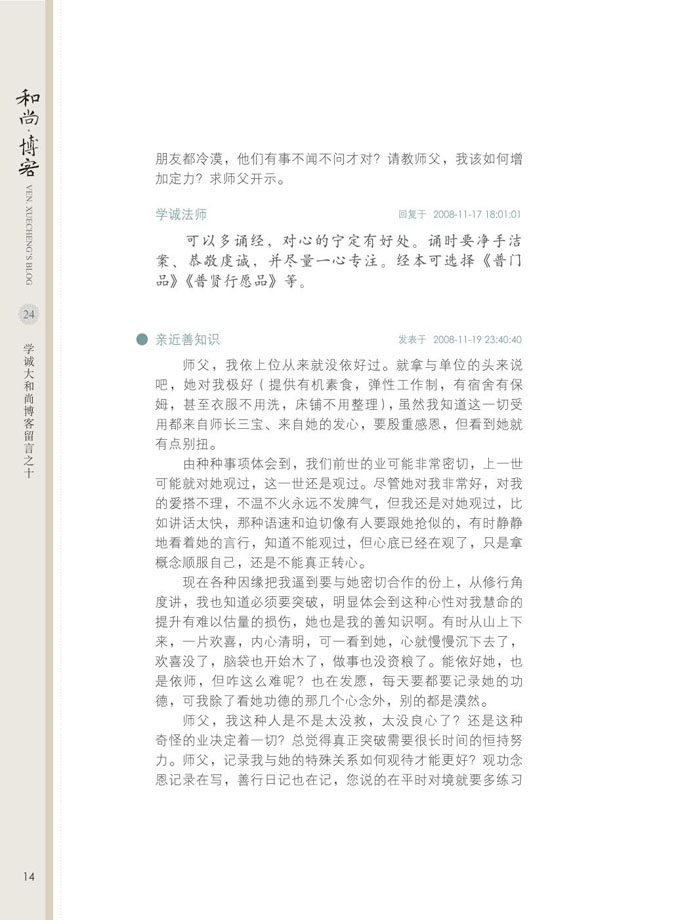 和尚·博客
VEN. XUECHENG'S BLOG
24
学诚大和尚博客留言之十
朋友都冷漠，他们有事不闻不问才对？请教师父，我该如何增
加定力？求师父开示。
学诚法师 回复于 2008-11-17 18:01:01
可以多诵经，对心的宁定有好处。诵时要净手洁
案、恭敬虔诚，并尽量一心专注。经本可选择《普门
品》《普贤行愿品》等。
亲近善知识 发表于 2008-11-19 23:40:40
师父，我依上位从来就没依好过。就拿与单位的头来说
吧，她对我极好（提供有机素食，弹性工作制，有宿舍有保
姆，甚至衣服不用洗，床铺不用整理），虽然我知道这一切受
用都来自师长三宝、来自她的发心，要殷重感恩，但看到她就
有点别扭。
由种种事项体会到，我们前世的业可能非常密切，上一世
可能就对她观过，这一世还是观过。尽管她对我非常好，对我
的爱搭不理，不温不火永远不发脾气，但我还是对她观过，比
如讲话太快，那种语速和迫切像有人要跟她抢似的，有时静静
地看着她的言行，知道不能观过，但心底已经在观了，只是拿
概念顺服自己，还是不能真正转心。
现在各种因缘把我逼到要与她密切合作的份上，从修行角
度讲，我也知道必须要突破，明显体会到这种心性对我慧命的
提升有难以估量的损伤，她也是我的善知识啊。有时从山上下
来，一片欢喜，内心清明，可一看到她，心就慢慢沉下去了，
欢喜没了，脑袋也开始木了，做事也没资粮了。能依好她，也
是依师，但咋这么难呢？也在发愿，每天要都要记录她的功
德，可我除了看她功德的那几个心念外，别的都是漠然。
师父，我这种人是不是太没救，太没良心了？还是这种
奇怪的业决定着一切？总觉得真正突破需要很长时间的恒持努
力。师父，记录我与她的特殊关系如何观待才能更好？观功念
恩记录在写，善行日记也在记，您说的在平时对境就要多练习
14